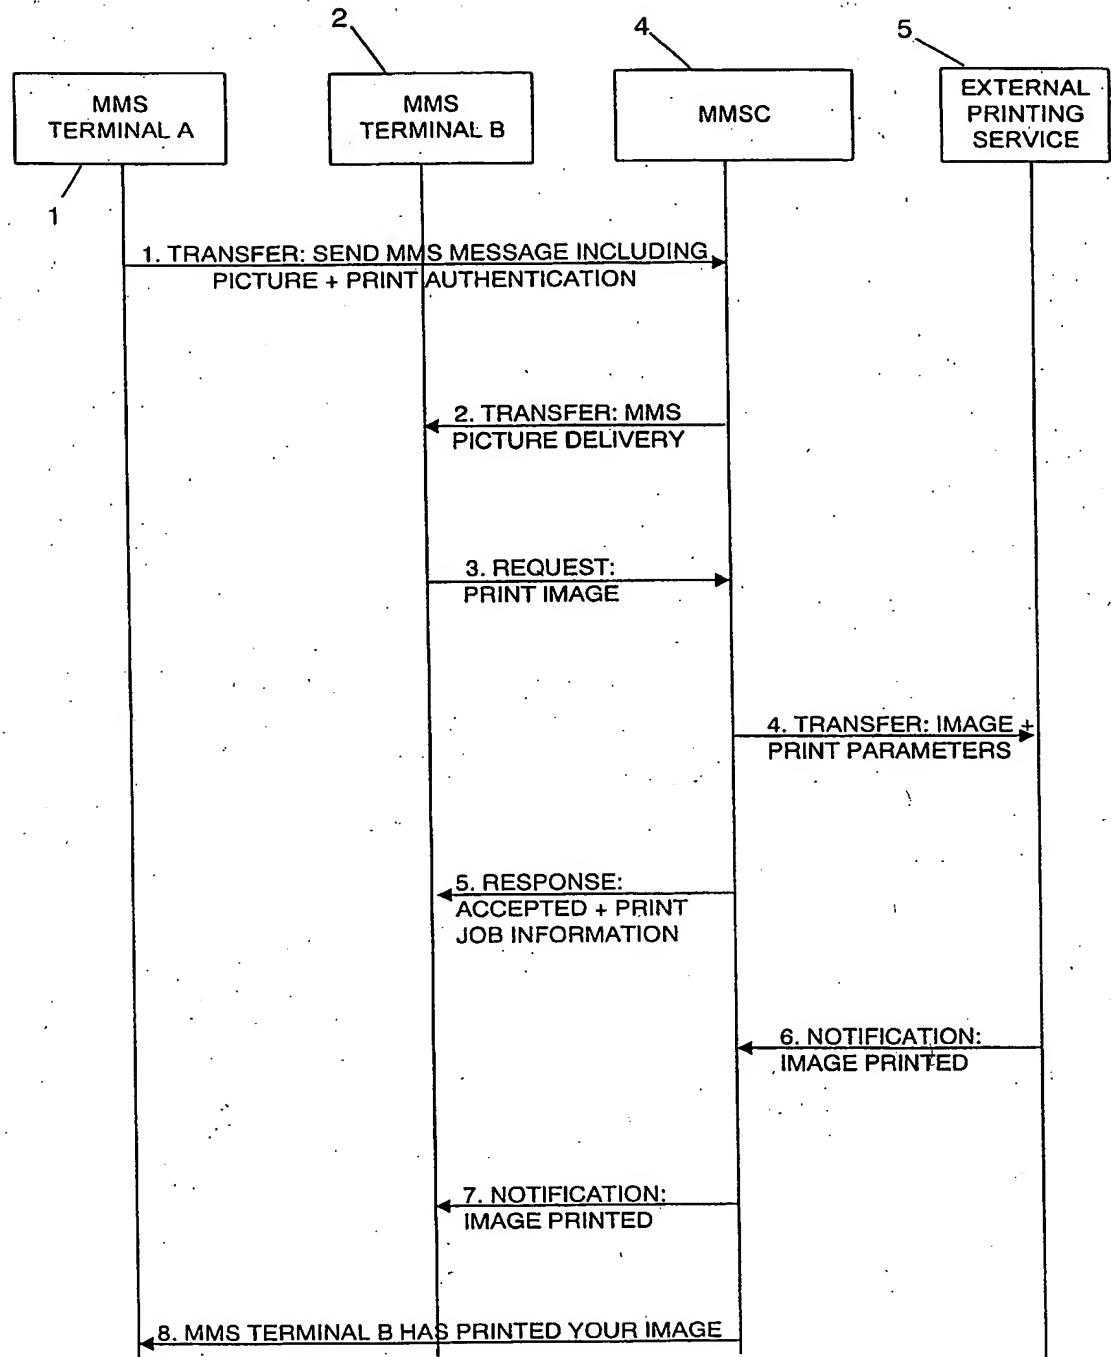 2
4
5
MMS
TERMINAL A
MMS
TERMINAL B
MMSC
EXTERNAL
PRINTING
SERVICE
1
1. TRANSFER: SEND MMS MESSAGE INCLUDING
PICTURE + PRINT AUTHENTICATION
2. TRANSFER: MMS
PICTURE DELIVERY
3. REQUEST:
PRINT IMAGE
4. TRANSFER: IMAGE +
PRINT PARAMETERS
5. RESPONSE:
ACCEPTED + PRINT
JOB INFORMATION
6. NOTIFICATION:
IMAGE PRINTED
7. NOTIFICATION:
IMAGE PRINTED
8. MMS TERMINAL B HAS PRINTED YOUR IMAGE